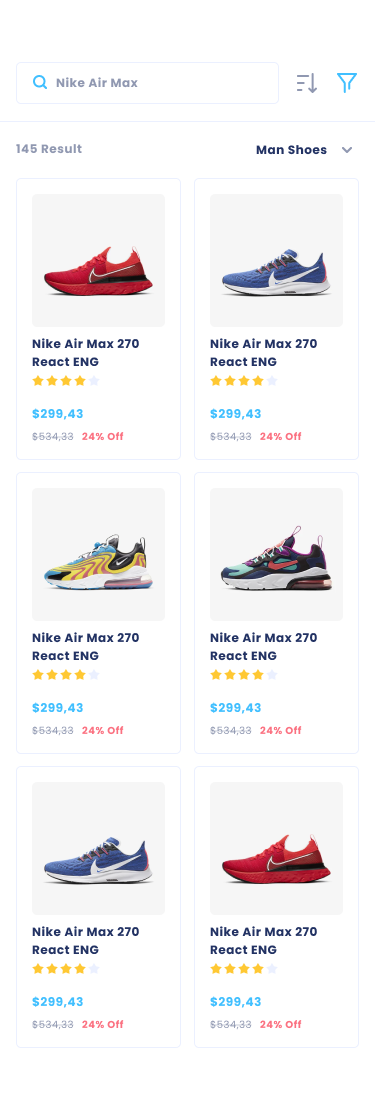 Nike Air Max
145 Result
Man Shoes
Nike Air Max 270
React ENG
$299,43
$534,33 24% Off
Nike Air Max 270
React ENG
$299,43
$534,33 24% Off
Nike Air Max 270
React ENG
$299,43
$534,33 24% Off
Nike Air Max 270
React ENG
$299,43
$534,33 24% Off
Nike Air Max 270
React ENG
$299,43
$534,33 24% Off
Nike Air Max 270
React ENG
$299,43
$534,33 24% Off